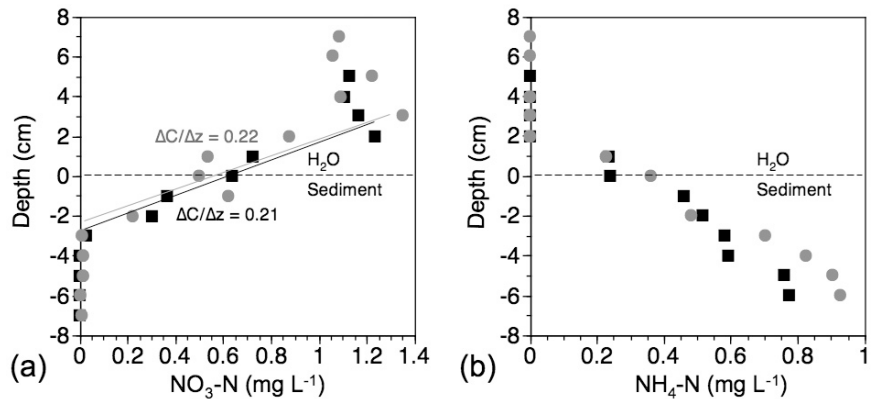 8
6
4
2
0
-2
-4
-6
-8
Depth (cm)
ΔC/Δz = 0.22
H₂O
Sediment
ΔC/Δz = 0.21
0 0.2 0.4 0.6 0.8 1 1.2 1.4
(a) NO₃-N (mg L⁻¹)
8
6
4
2
0
-2
-4
-6
-8
Depth (cm)
H₂O
Sediment
0 0.2 0.4 0.6 0.8 1
(b) NH₄-N (mg L⁻¹)